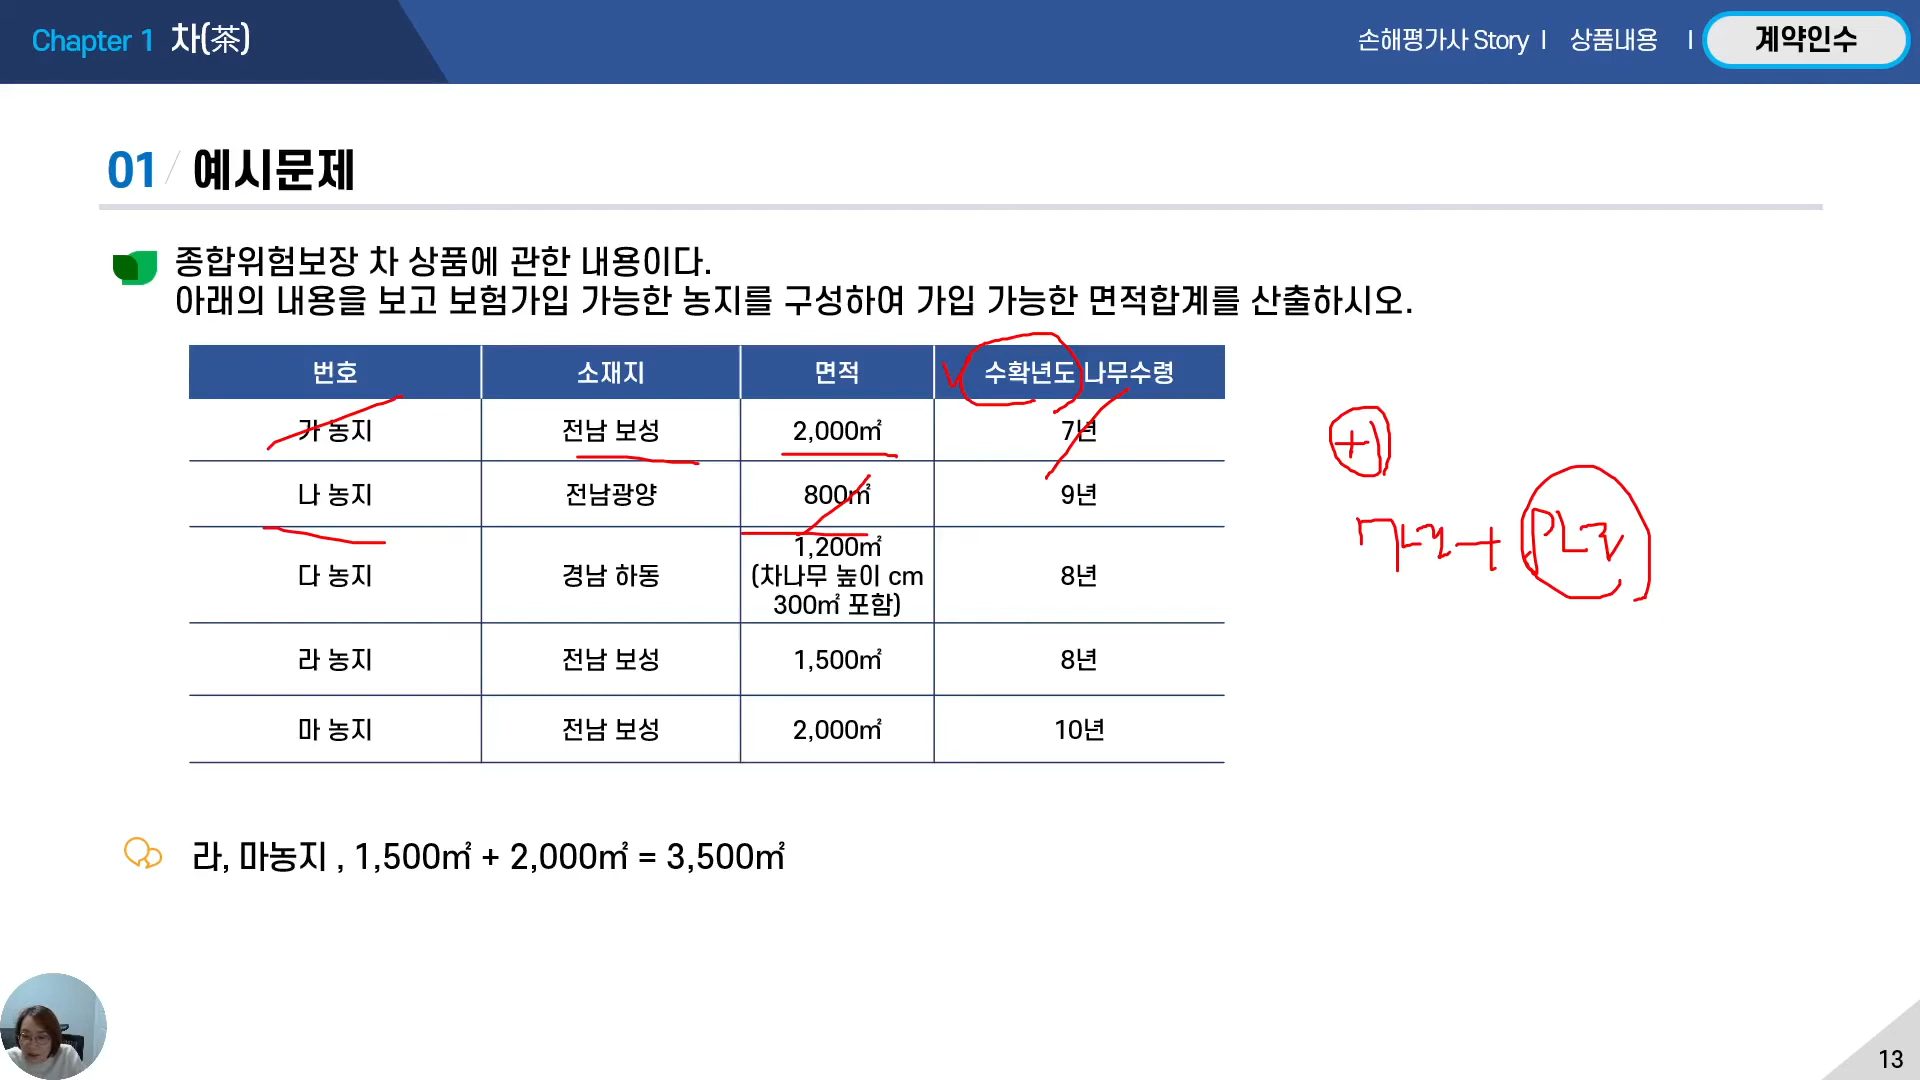 Chapter 1 차(茶)
손해평가사 Story ㅣ 상품내용 ㅣ 계약인수
01 / 예시문제
종합위험보장 차 상품에 관한 내용이다.
아래의 내용을 보고 보험가입 가능한 농지를 구성하여 가입 가능한 면적합계를 산출하시오.
번호 소재지 면적 수확년도 나무수령
가 농지 전남 보성 2,000㎡ 7년
나 농지 전남광양 800㎡ 9년
다 농지 경남 하동 1,200㎡ (차나무 높이 cm 300㎡ 포함) 8년
라 농지 전남 보성 1,500㎡ 8년
마 농지 전남 보성 2,000㎡ 10년
+1
라, 마농지 , 1,500㎡ + 2,000㎡ = 3,500㎡
13